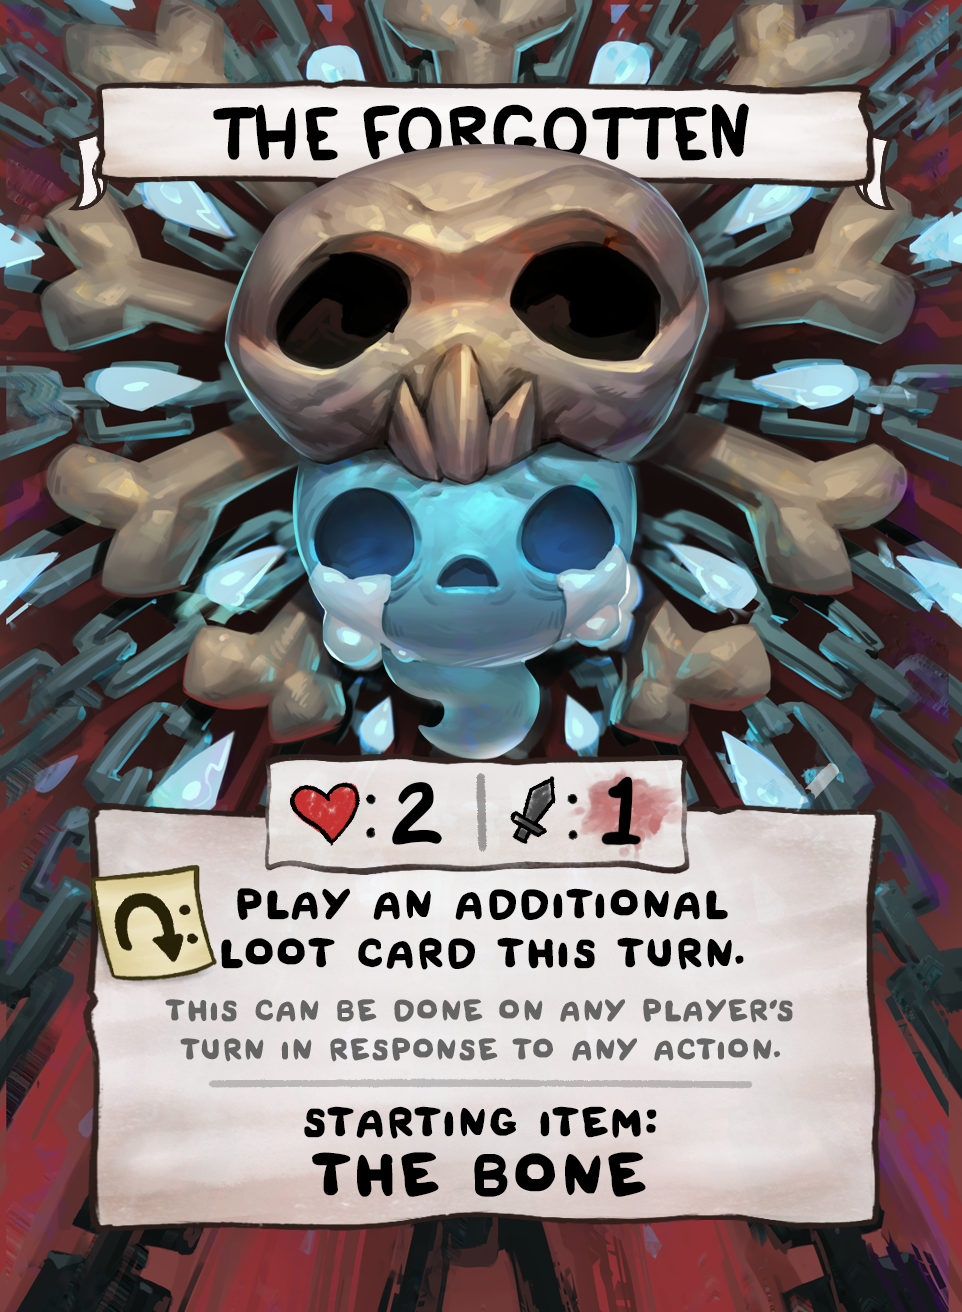 THE FORGOTTEN
: 2 | : 1
PLAY AN ADDITIONAL
LOOT CARD THIS TURN.
THIS CAN BE DONE ON ANY PLAYER'S
TURN IN RESPONSE TO ANY ACTION.
STARTING ITEM:
THE BONE